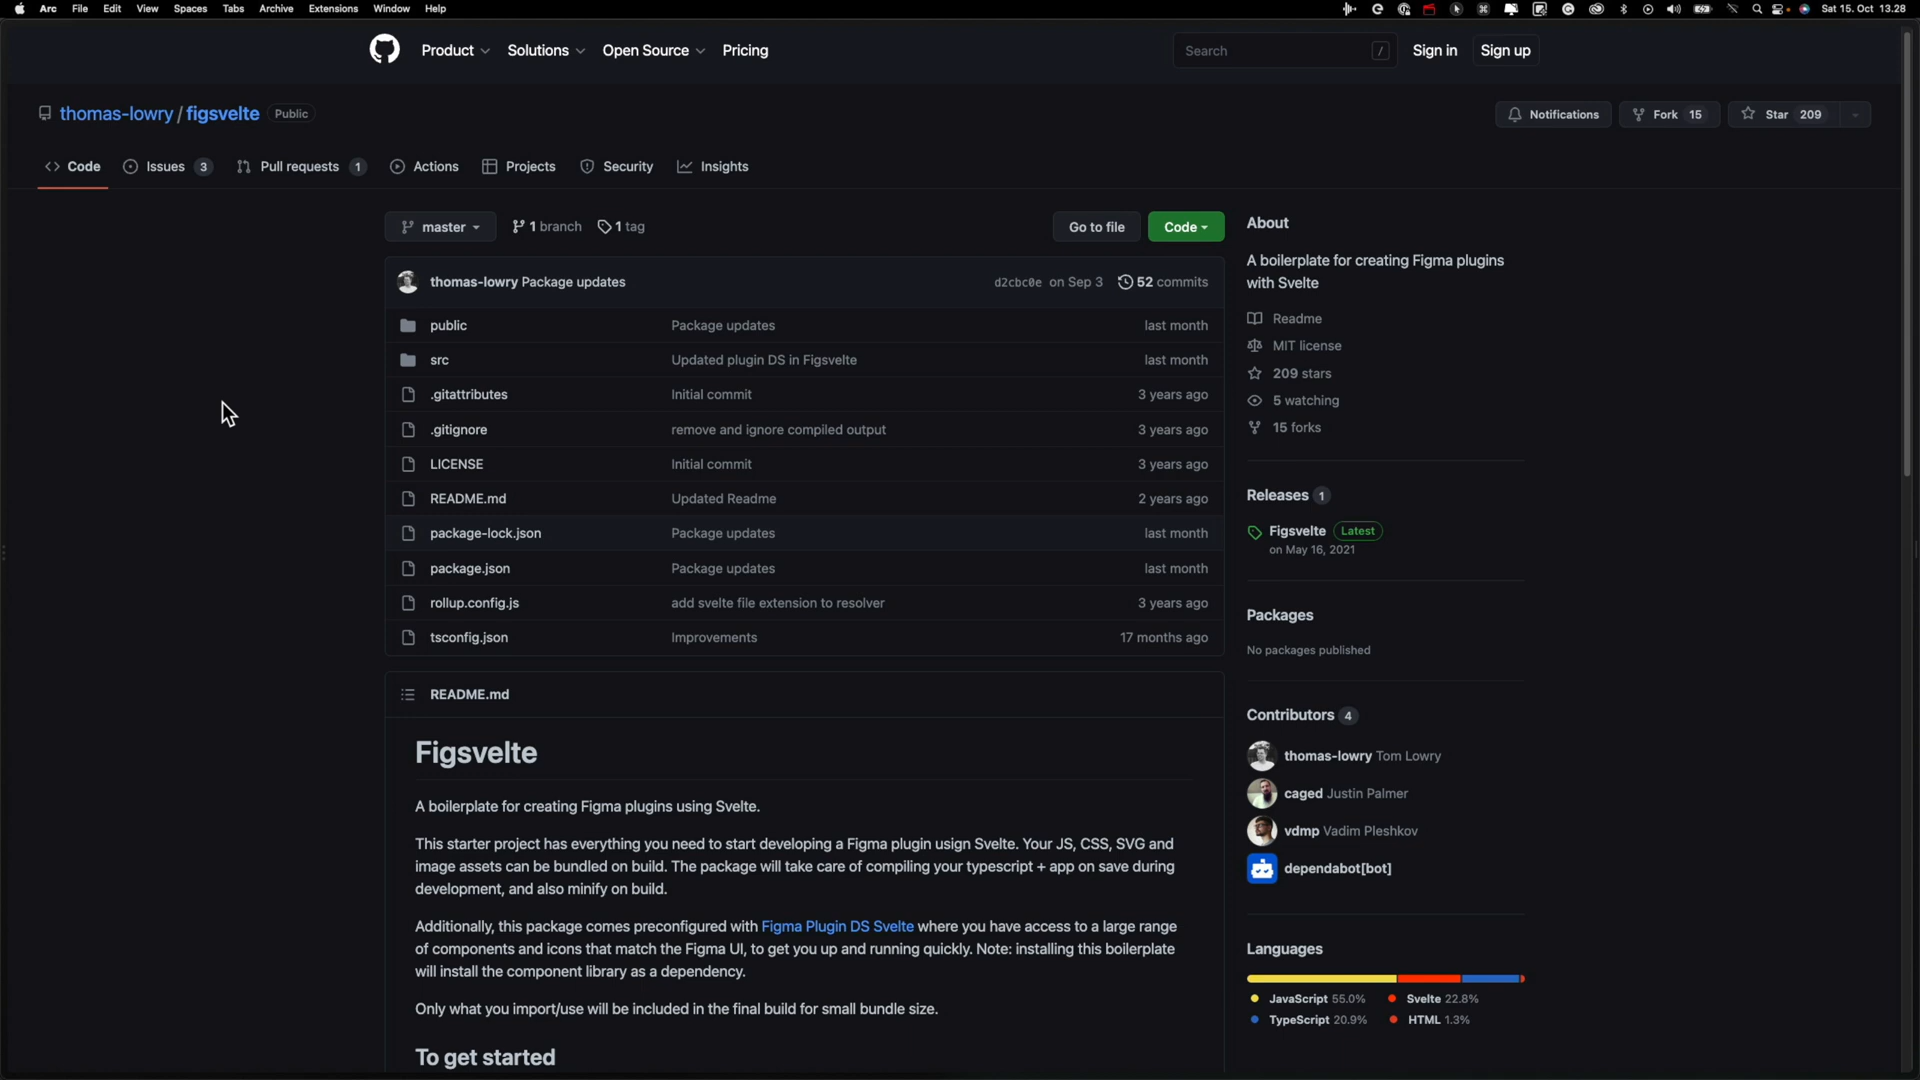 Arc File Edit View Spaces Tabs Archive Extensions Window Help Sat 15. Oct 13.28
Product Solutions Open Source Pricing Search / Sign in Sign up
thomas-lowry / figsvelte Public Notifications Fork 15 Star 209
Code Issues 3 Pull requests 1 Actions Projects Security Insights
master 1 branch 1 tag Go to file Code
thomas-lowry Package updates d2cbc0e on Sep 3 52 commits
public Package updates last month
src Updated plugin DS in Figsvelte last month
.gitattributes Initial commit 3 years ago
.gitignore remove and ignore compiled output 3 years ago
LICENSE Initial commit 3 years ago
README.md Updated Readme 2 years ago
package-lock.json Package updates last month
package.json Package updates last month
rollup.config.js add svelte file extension to resolver 3 years ago
tsconfig.json Improvements 17 months ago
README.md
Figsvelte
A boilerplate for creating Figma plugins using Svelte.
This starter project has everything you need to start developing a Figma plugin usign Svelte. Your JS, CSS, SVG and
image assets can be bundled on build. The package will take care of compiling your typescript + app on save during
development, and also minify on build.
Additionally, this package comes preconfigured with Figma Plugin DS Svelte where you have access to a large range
of components and icons that match the Figma UI, to get you up and running quickly. Note: installing this boilerplate
will install the component library as a dependency.
Only what you import/use will be included in the final build for small bundle size.
To get started
About
A boilerplate for creating Figma plugins
with Svelte
Readme
MIT license
209 stars
5 watching
15 forks
Releases 1
Figsvelte Latest
on May 16, 2021
Packages
No packages published
Contributors 4
thomas-lowry Tom Lowry
caged Justin Palmer
vdmp Vadim Pleshkov
dependabot[bot]
Languages
JavaScript 55.0% Svelte 22.8%
TypeScript 20.9% HTML 1.3%